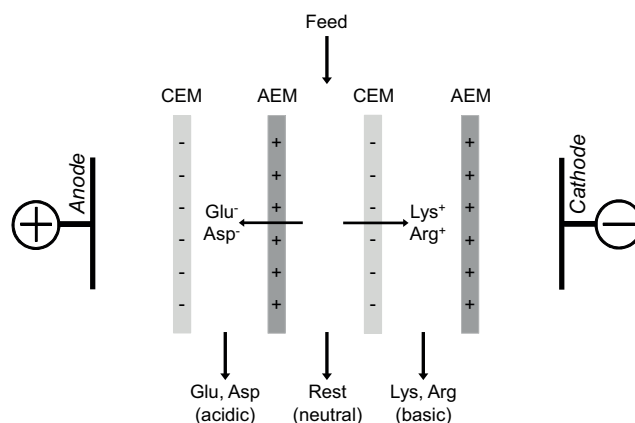 Feed
CEM AEM CEM AEM
Anode
Cathode
Glu⁻
Asp⁻
Lys⁺
Arg⁺
Glu, Asp
(acidic)
Rest
(neutral)
Lys, Arg
(basic)